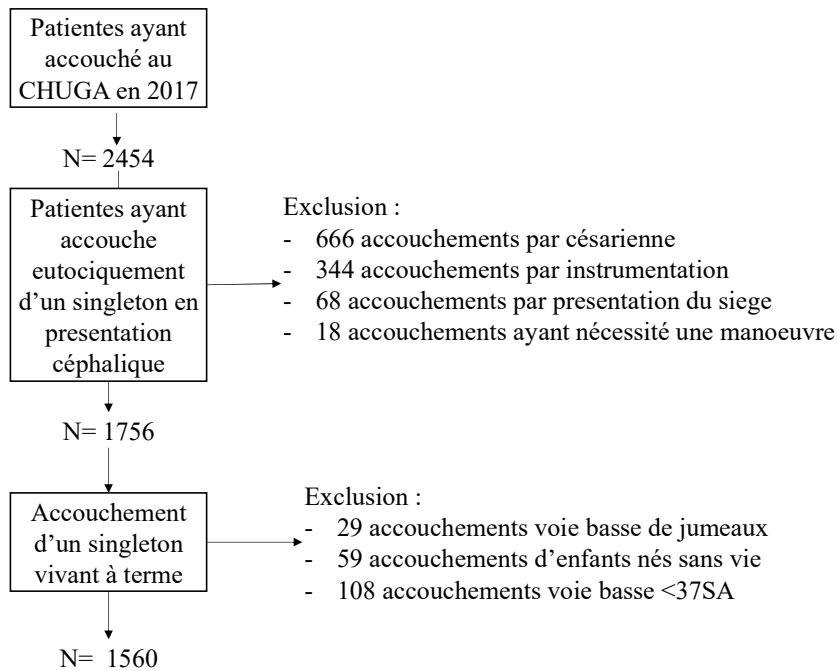 Patientes ayant
accouché au
CHUGA en 2017
N= 2454
Patientes ayant
accouche
eutociquement
d’un singleton en
presentation
céphalique
Exclusion :
- 666 accouchements par césarienne
- 344 accouchements par instrumentation
- 68 accouchements par presentation du siege
- 18 accouchements ayant nécessité une manoeuvre
N= 1756
Accouchement
d’un singleton
vivant à terme
Exclusion :
- 29 accouchements voie basse de jumeaux
- 59 accouchements d’enfants nés sans vie
- 108 accouchements voie basse <37SA
N= 1560